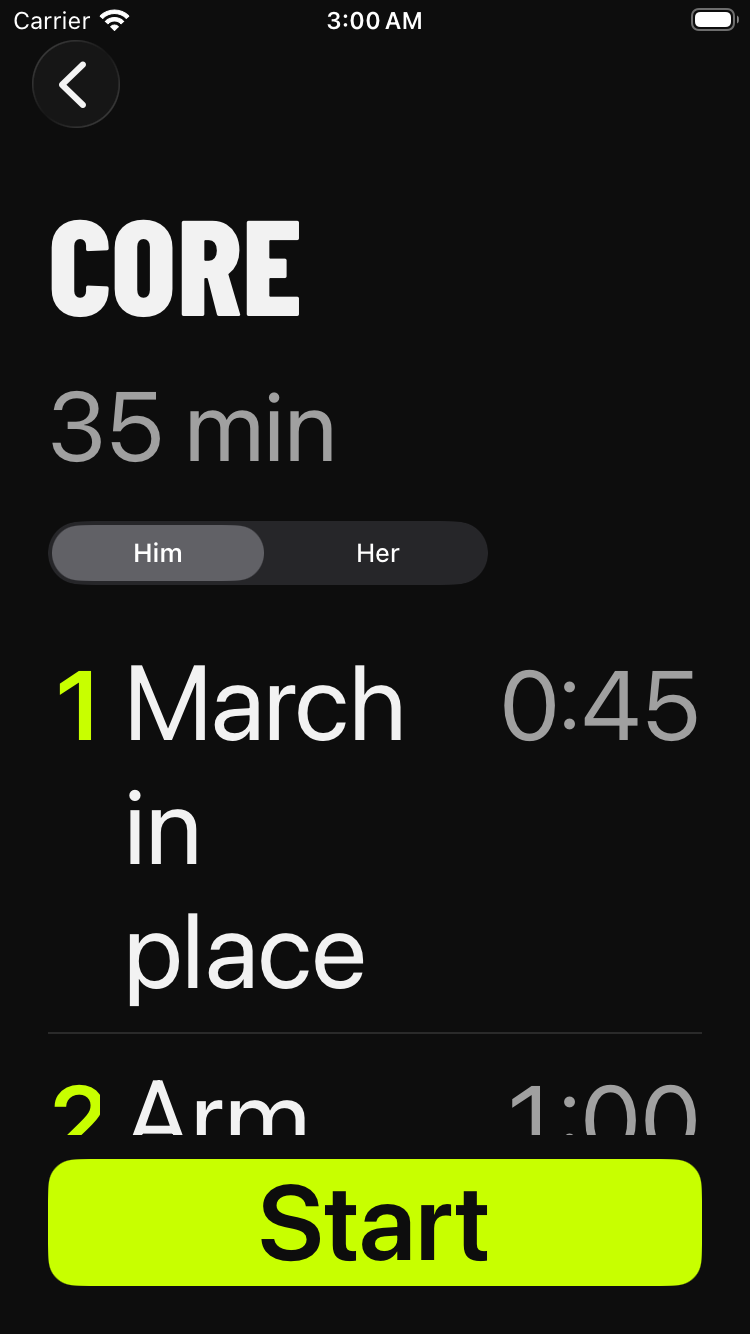 Carrier 3:00 AM
CORE
35 min
Him Her
1 March 0:45
in
place
2 Arm 1:00
Start